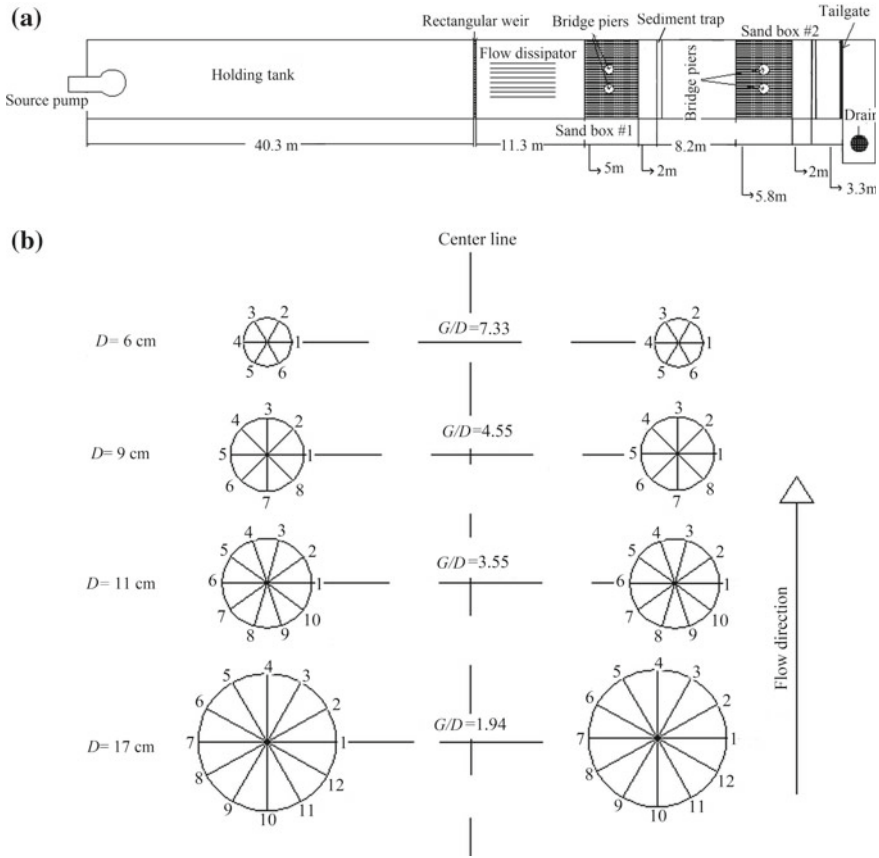 (a)
Rectangular weir
Bridge piers
Sediment trap
Tailgate
Sand box #2
Flow dissipator
Holding tank
Source pump
Bridge piers
Drain
Sand box #1
40.3 m
11.3 m
8.2m
5m
2m
5.8m
2m
3.3m
(b)
Center line
D= 6 cm
G/D=7.33
3 2
4 1
5 6
3 2
4 1
5 6
D= 9 cm
G/D=4.55
3
4 2
5 1
6 8
7
3
4 2
5 1
6 8
7
D= 11 cm
G/D=3.55
4 3
5 2
6 1
7 10
8 9
4 3
5 2
6 1
7 10
8 9
D= 17 cm
G/D=1.94
4
5 3
6 2
7 1
8 12
9 11
10
4
5 3
6 2
7 1
8 12
9 11
10
Flow direction